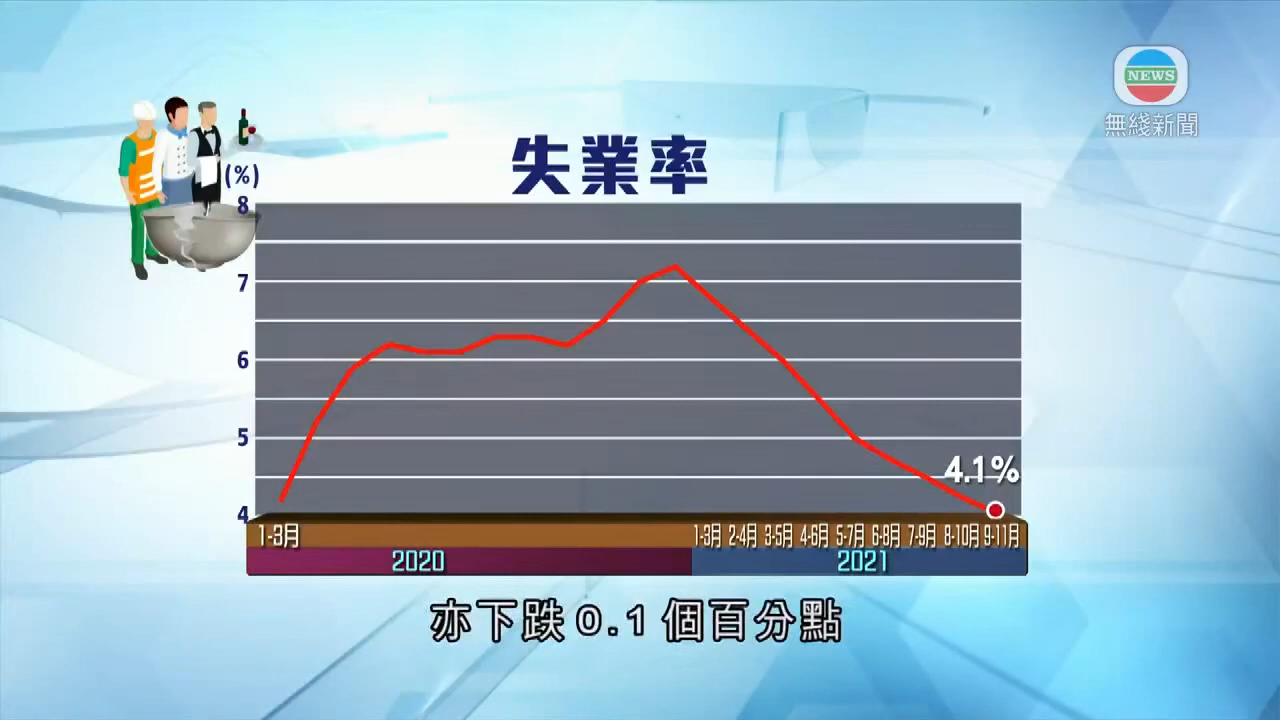 NEWS
無綫新聞
失業率
(%)
8
7
6
5
4
4.1%
1-3月 1-3月 2-4月 3-5月 4-6月 5-7月 6-8月 7-9月 8-10月 9-11月
2020 2021
亦下跌0.1個百分點